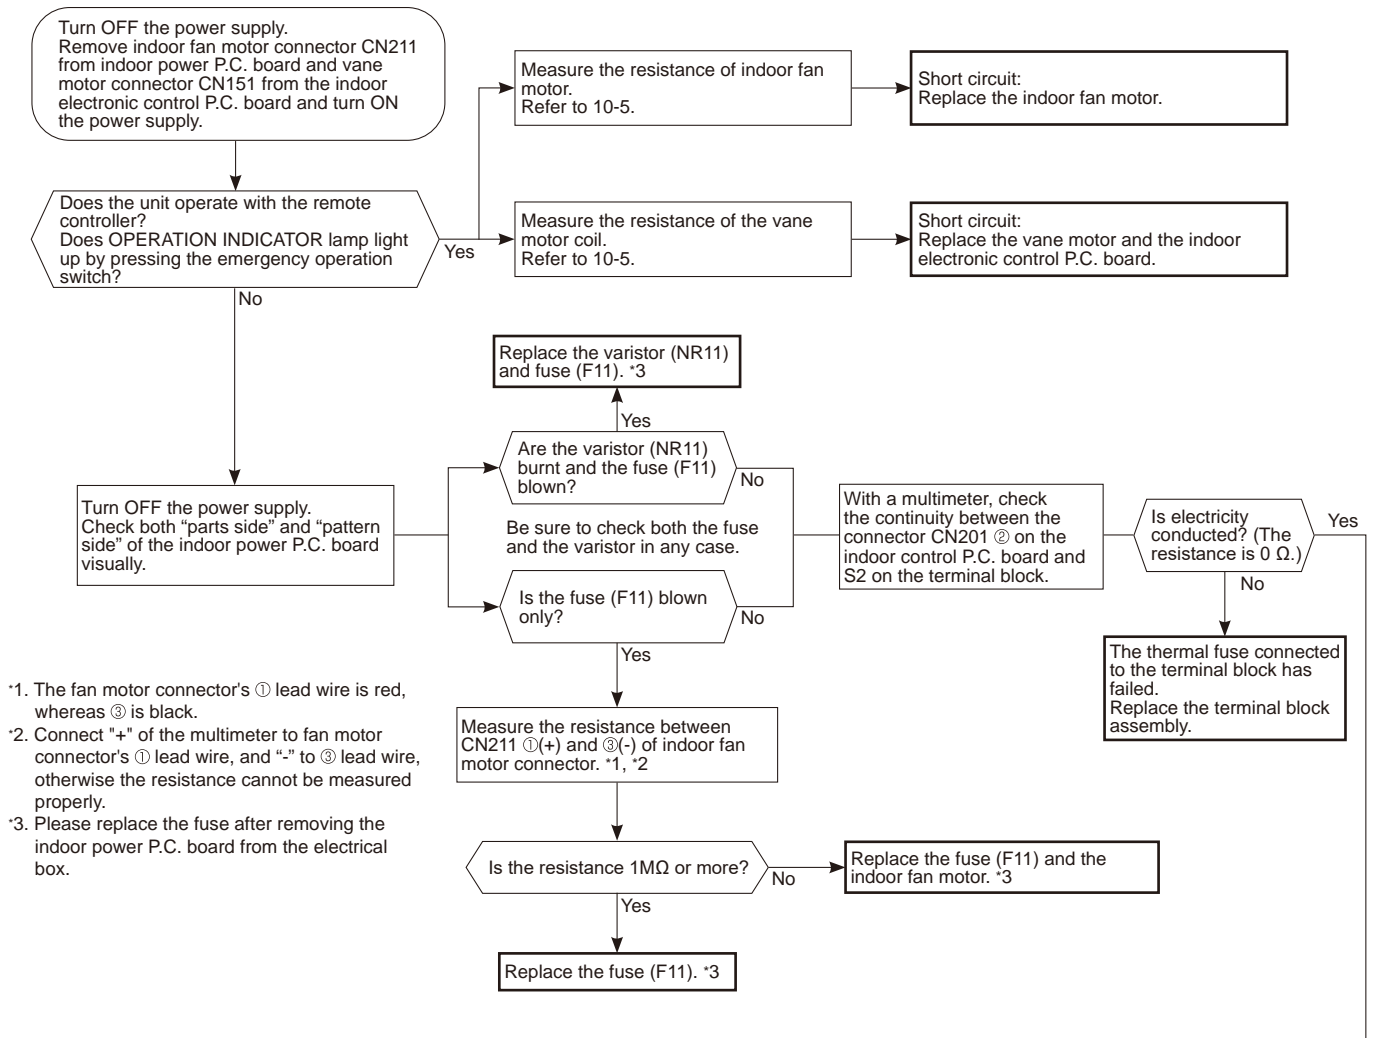 Turn OFF the power supply.
Remove indoor fan motor connector CN211
from indoor power P.C. board and vane
motor connector CN151 from the indoor
electronic control P.C. board and turn ON
the power supply.
Measure the resistance of indoor fan
motor.
Refer to 10-5.
Short circuit:
Replace the indoor fan motor.
Does the unit operate with the remote
controller?
Does OPERATION INDICATOR lamp light
up by pressing the emergency operation
switch?
Yes
Measure the resistance of the vane
motor coil.
Refer to 10-5.
Short circuit:
Replace the vane motor and the indoor
electronic control P.C. board.
No
Replace the varistor (NR11)
and fuse (F11). *3
Yes
Are the varistor (NR11)
burnt and the fuse (F11)
blown?
No
Turn OFF the power supply.
Check both “parts side” and “pattern
side” of the indoor power P.C. board
visually.
Be sure to check both the fuse
and the varistor in any case.
Is the fuse (F11) blown
only?
No
With a multimeter, check
the continuity between the
connector CN201 ② on the
indoor control P.C. board and
S2 on the terminal block.
Is electricity
conducted? (The
resistance is 0 Ω.)
Yes
No
The thermal fuse connected
to the terminal block has
failed.
Replace the terminal block
assembly.
Yes
Measure the resistance between
CN211 ①(+) and ③(-) of indoor fan
motor connector. *1, *2
Is the resistance 1MΩ or more?
No
Replace the fuse (F11) and the
indoor fan motor. *3
Yes
Replace the fuse (F11). *3
*1. The fan motor connector's ① lead wire is red,
whereas ③ is black.
*2. Connect "+" of the multimeter to fan motor
connector's ① lead wire, and “-” to ③ lead wire,
otherwise the resistance cannot be measured
properly.
*3. Please replace the fuse after removing the
indoor power P.C. board from the electrical
box.